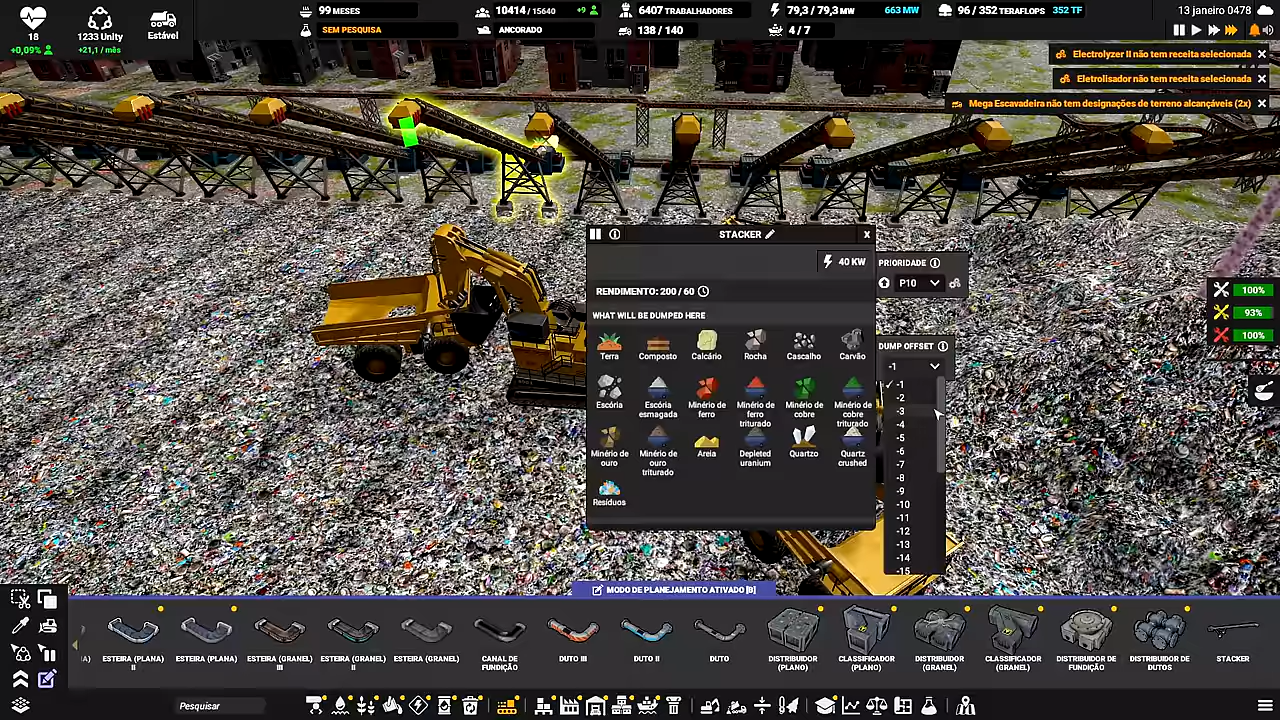 18
+0,09%
1233 Unity
+21,1 / mês
Estável
99 MESES
SEM PESQUISA
10414 / 15640
+9
ANCORADO
6407 TRABALHADORES
138 / 140
79,3 / 79,3 MW
663 MW
4 / 7
96 / 352 TERAFLOPS
352 TF
13 janeiro 0478
Electrolyzer II não tem receita selecionada X
Eletrolisador não tem receita selecionada X
Mega Escavadeira não tem designações de terreno alcançáveis (2x) X
100%
93%
100%
STACKER
X
40 KW
RENDIMENTO: 200 / 60
WHAT WILL BE DUMPED HERE
Terra
Composto
Calcário
Rocha
Cascalho
Carvão
Escória
Escória esmagada
Minério de ferro
Minério de ferro triturado
Minério de cobre
Minério de cobre triturado
Minério de ouro
Minério de ouro triturado
Areia
Depleted uranium
Quartzo
Quartz crushed
Resíduos
PRIORIDADE
P10
DUMP OFFSET
-1
-1
-2
-3
-4
-5
-6
-7
-8
-9
-10
-11
-12
-13
-14
-15
MODO DE PLANEJAMENTO ATIVADO [B]
A)
ESTEIRA (PLANA) II
ESTEIRA (PLANA)
ESTEIRA (GRANEL) III
ESTEIRA (GRANEL) II
ESTEIRA (GRANEL)
CANAL DE FUNDIÇÃO
DUTO III
DUTO II
DUTO
DISTRIBUIDOR (PLANO)
CLASSIFICADOR (PLANO)
DISTRIBUIDOR (GRANEL)
CLASSIFICADOR (GRANEL)
DISTRIBUIDOR DE FUNDIÇÃO
DISTRIBUIDOR DE DUTOS
STACKER
Pesquisar